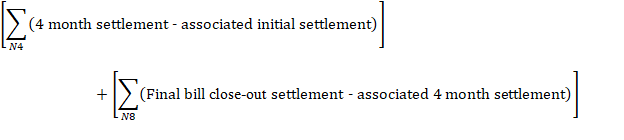 [∑(4 month settlement - associated initial settlement)]
N4
+ [∑(Final bill close-out settlement - associated 4 month settlement)]
N8